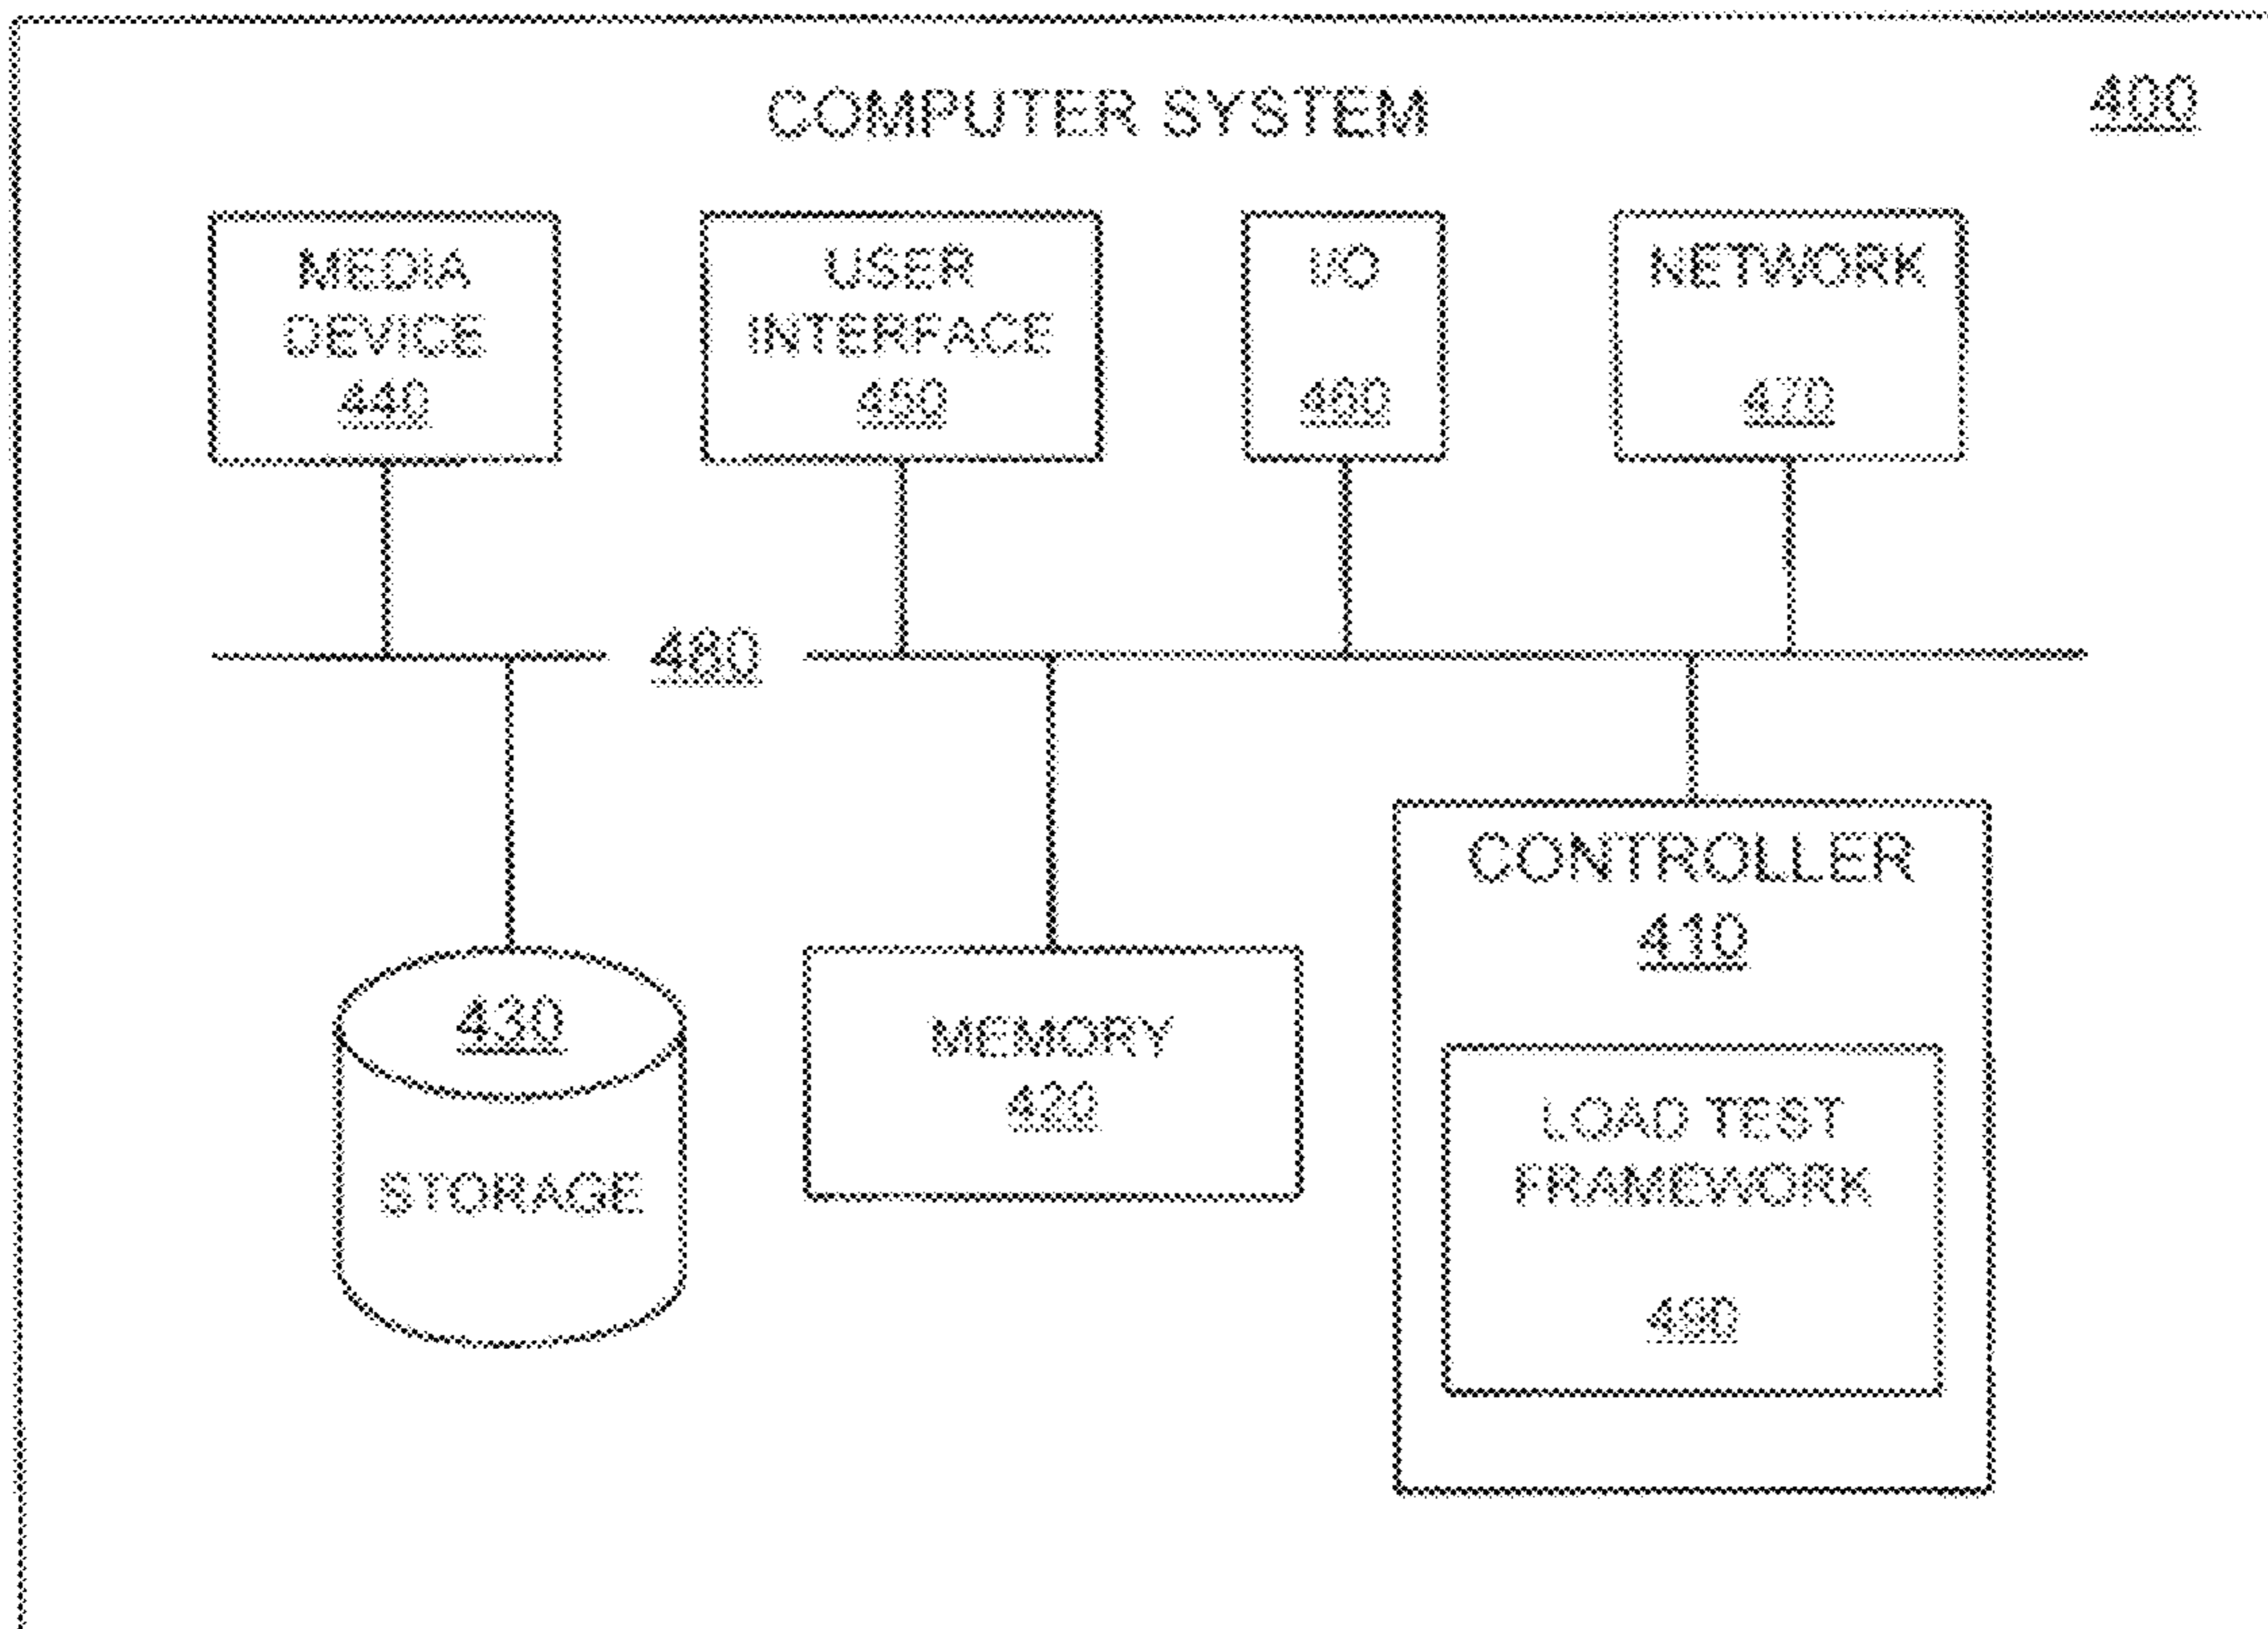 COMPUTER SYSTEM
400
MEDIA
DEVICE
440
USER
INTERFACE
450
I/O
460
NETWORK
470
480
CONTROLLER
410
430
STORAGE
MEMORY
420
LOAD TEST
FRAMEWORK
490